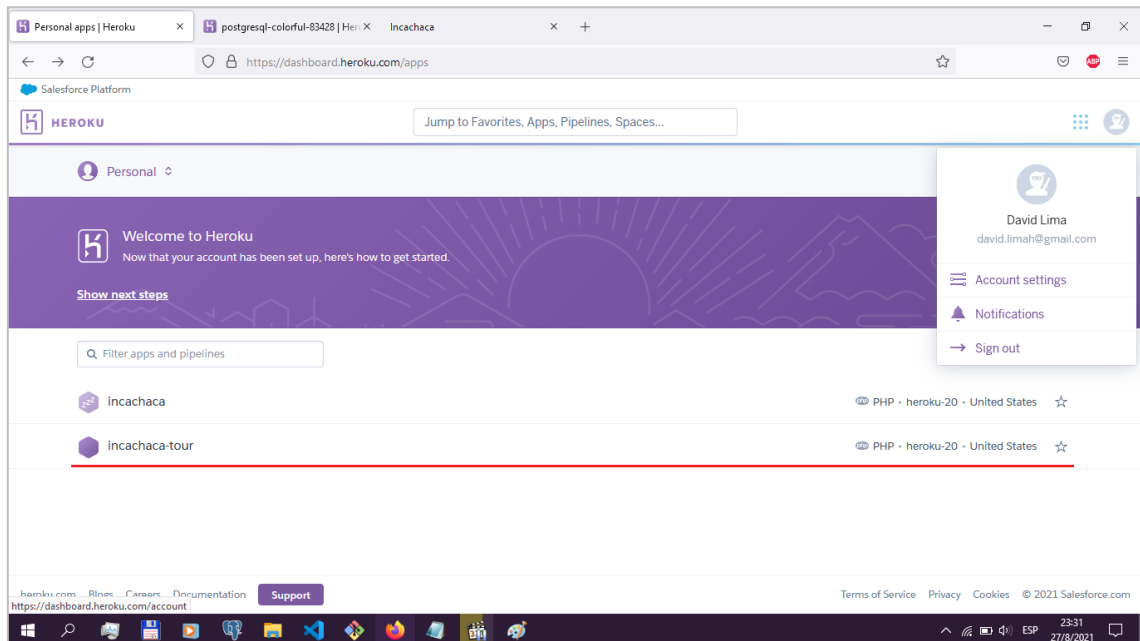 Personal apps | Heroku
postgresql-colorful-83428 | Her
Incachaca
https://dashboard.heroku.com/apps
ABP
Salesforce Platform
HEROKU
Jump to Favorites, Apps, Pipelines, Spaces...
Personal
David Lima
david.limah@gmail.com
Welcome to Heroku
Now that your account has been set up, here's how to get started.
Show next steps
Account settings
Notifications
Sign out
Filter apps and pipelines
incachaca
PHP · heroku-20 · United States
incachaca-tour
PHP · heroku-20 · United States
heroku.com Blogs Careers Documentation Support
Terms of Service Privacy Cookies © 2021 Salesforce.com
https://dashboard.heroku.com/account
ESP
23:31
27/8/2021